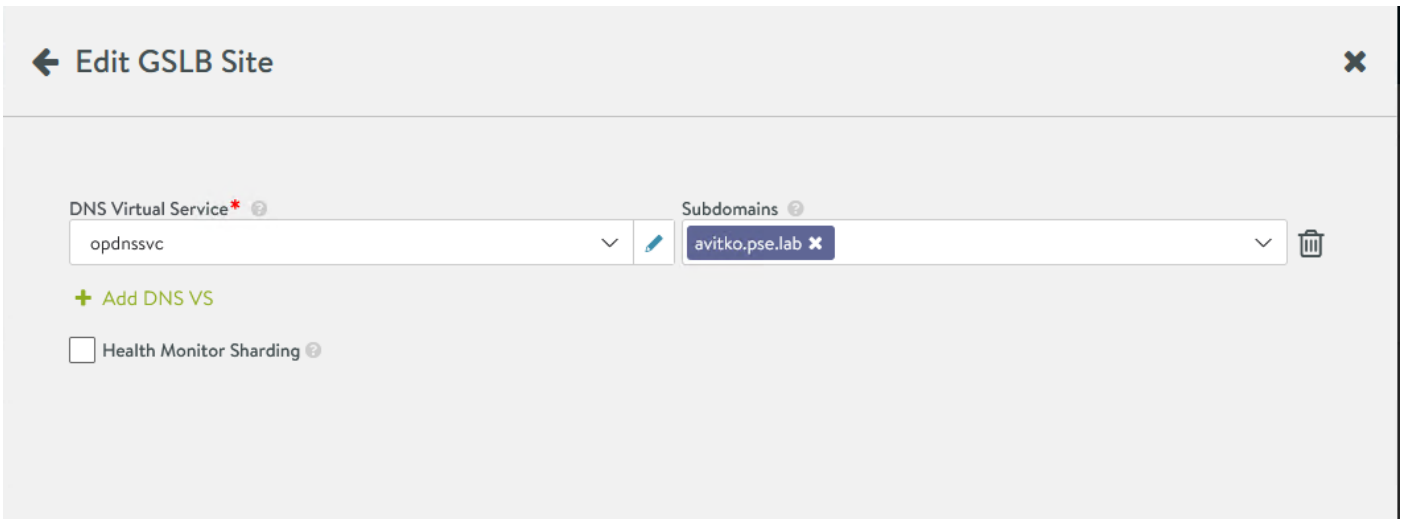 Edit GSLB Site
DNS Virtual Service* Subdomains
opdnssvc avitko.pse.lab
+ Add DNS VS
Health Monitor Sharding